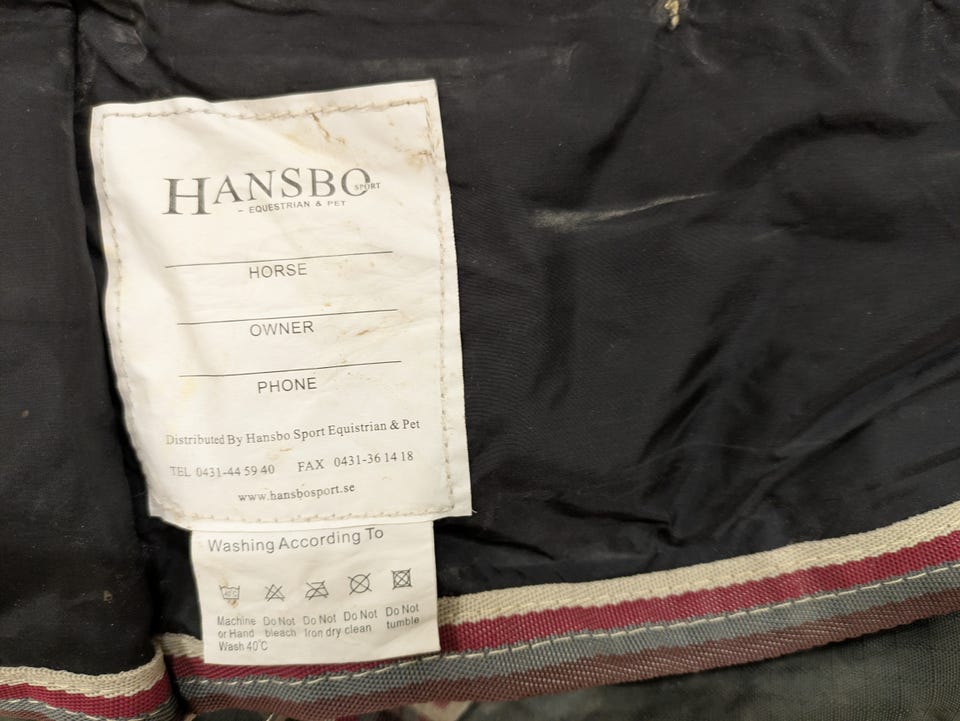 HANSBO SPORT
- EQUESTRIAN & PET
HORSE
OWNER
PHONE
Distributed By Hansbo Sport Equistrian & Pet
TEL 0431-44 59 40 FAX 0431-36 14 18
www.hansbosport.se
Washing According To
40°C
Machine or Hand Wash 40°C
Do Not bleach
Do Not Iron
Do Not dry clean
Do Not tumble